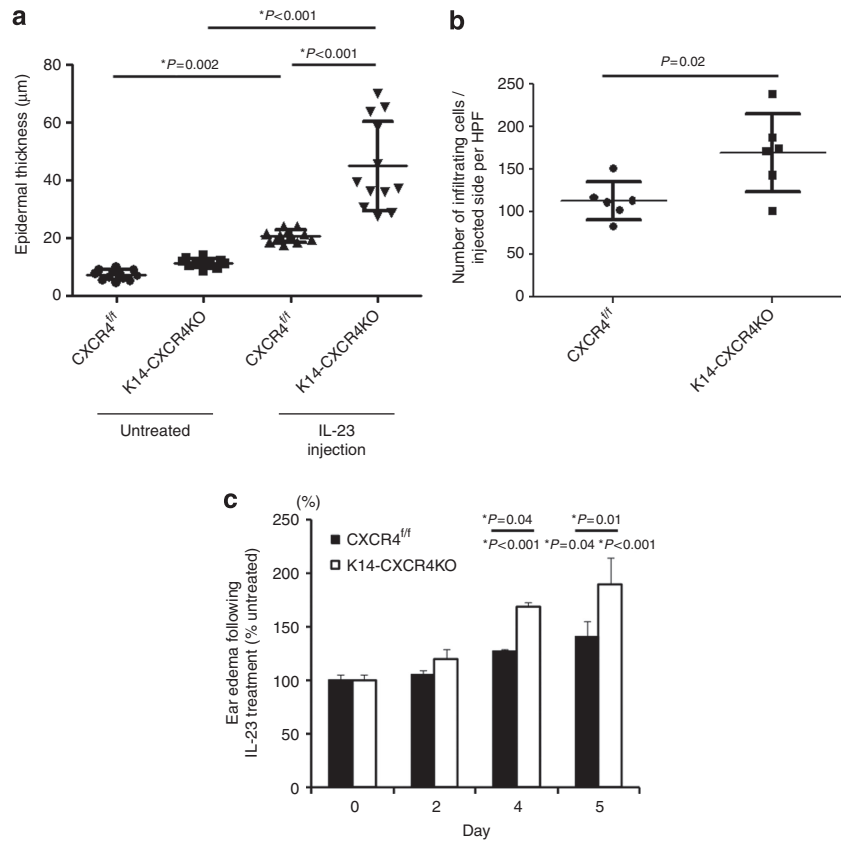 a
*P<0.001
*P=0.002
*P<0.001
Epidermal thickness (μm)
80
60
40
20
0
CXCR4f/f
K14-CXCR4KO
CXCR4f/f
K14-CXCR4KO
Untreated
IL-23
injection
b
P=0.02
Number of infiltrating cells /
injected side per HPF
250
200
150
100
50
0
CXCR4f/f
K14-CXCR4KO
c
(%)
Ear edema following
IL-23 treatment (% untreated)
250
200
150
100
50
0
CXCR4f/f
K14-CXCR4KO
*P=0.04
*P=0.01
*P<0.001
*P=0.04
*P<0.001
0
2
4
5
Day